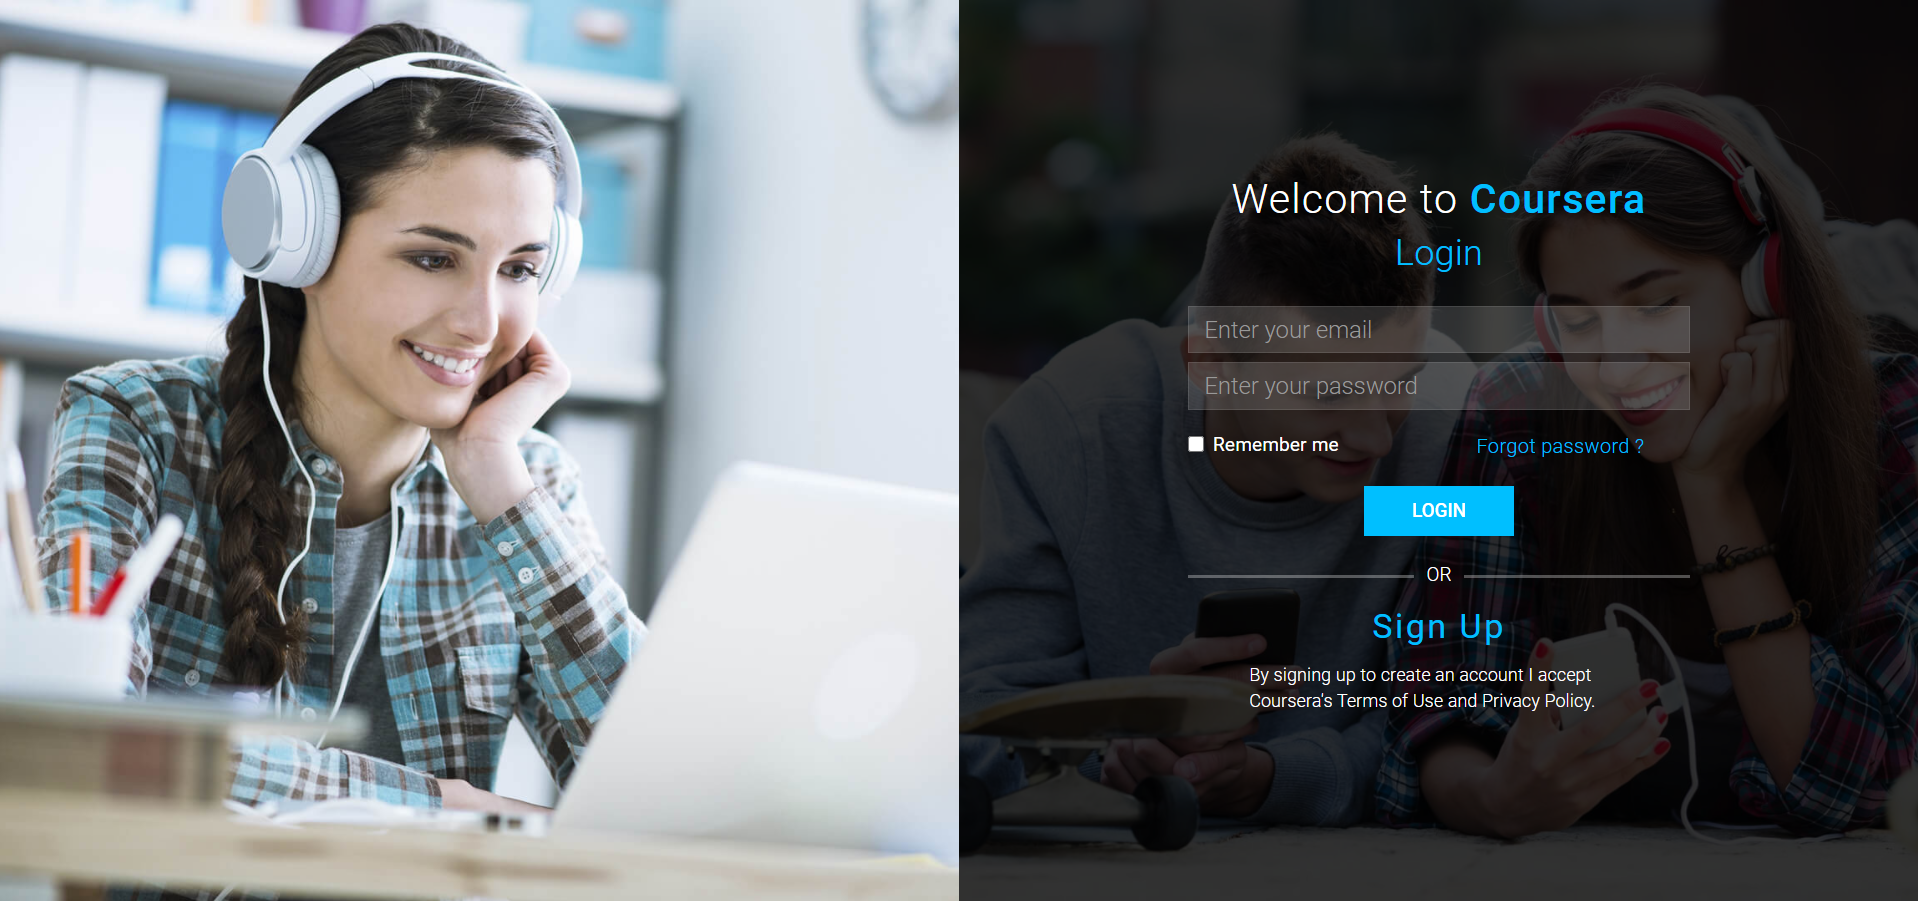 Welcome to Coursera
Login
Enter your email
Enter your password
Remember me
Forgot password ?
LOGIN
OR
Sign Up
By signing up to create an account I accept
Coursera's Terms of Use and Privacy Policy.